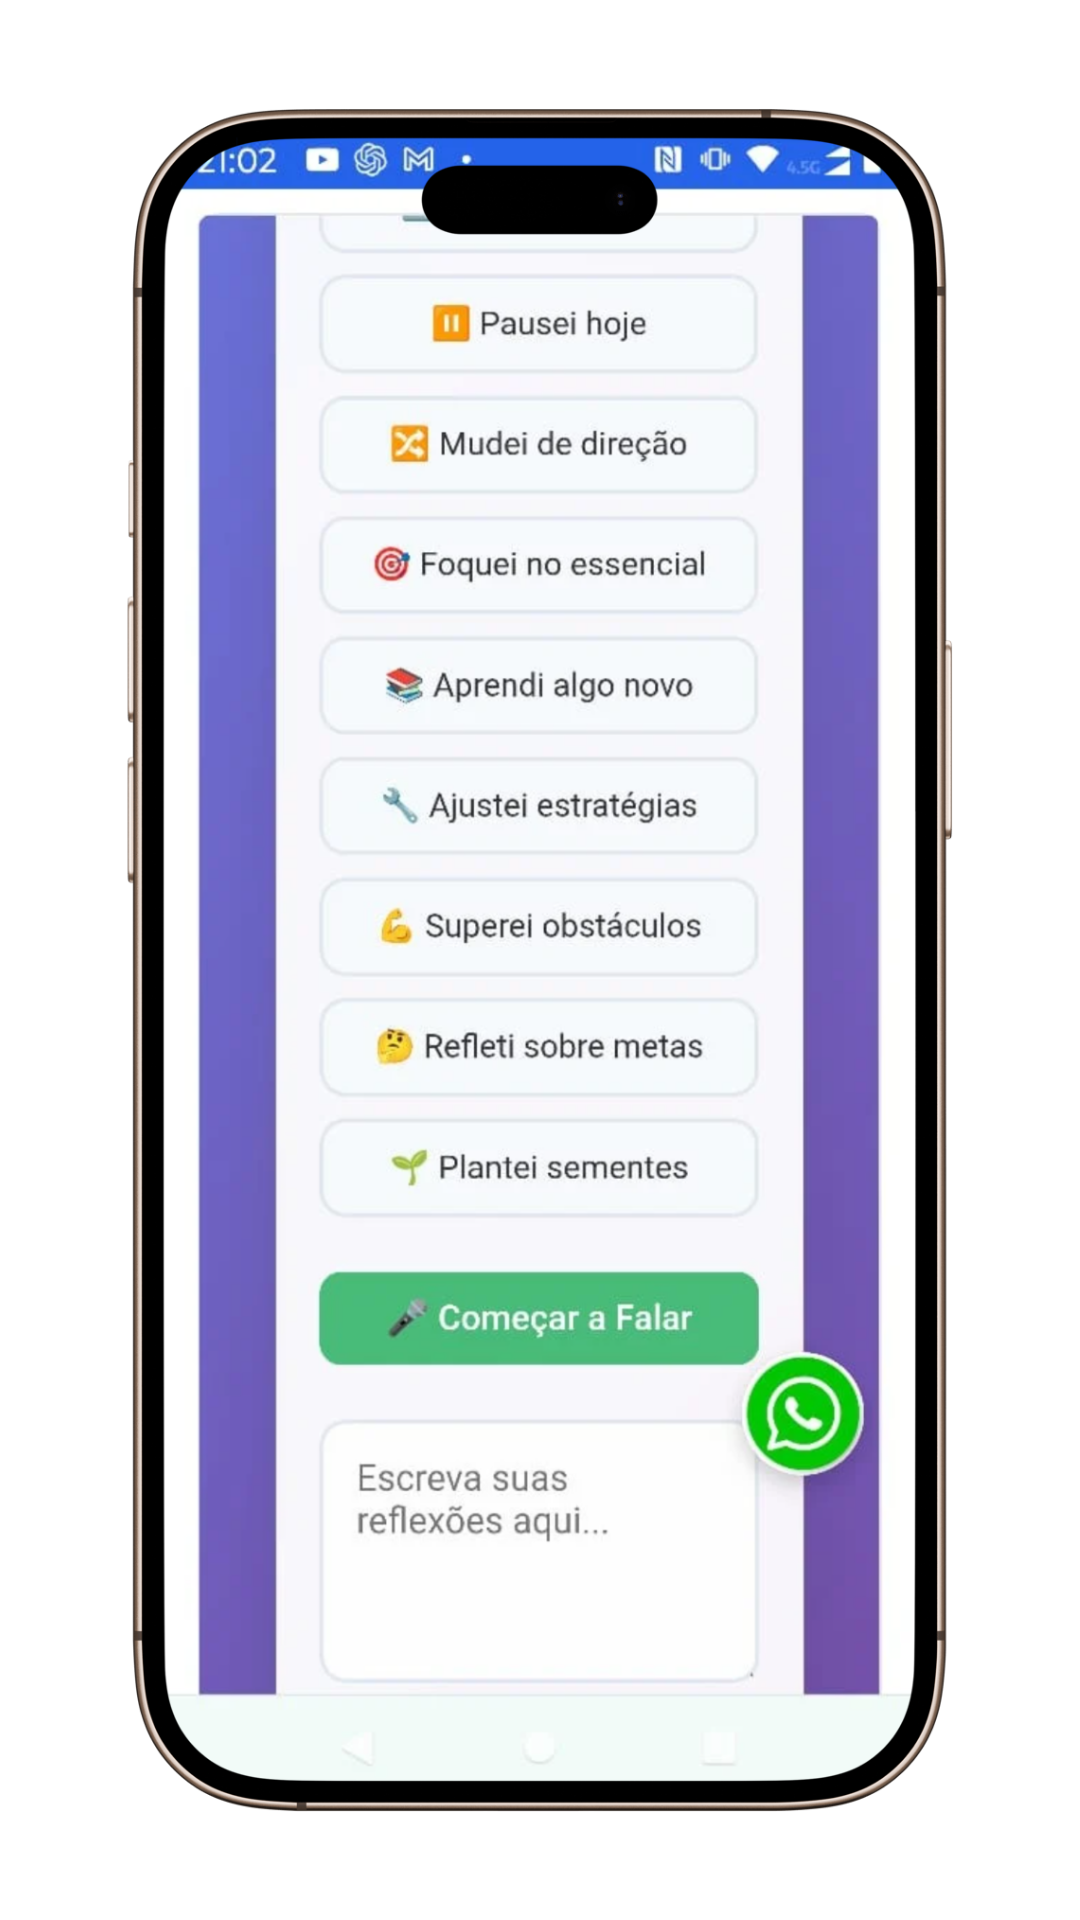 21:02
4.5G
Pausei hoje
Mudei de direção
Foquei no essencial
Aprendi algo novo
Ajustei estratégias
Superei obstáculos
Refleti sobre metas
Plantei sementes
Começar a Falar
Escreva suas
reflexões aqui...